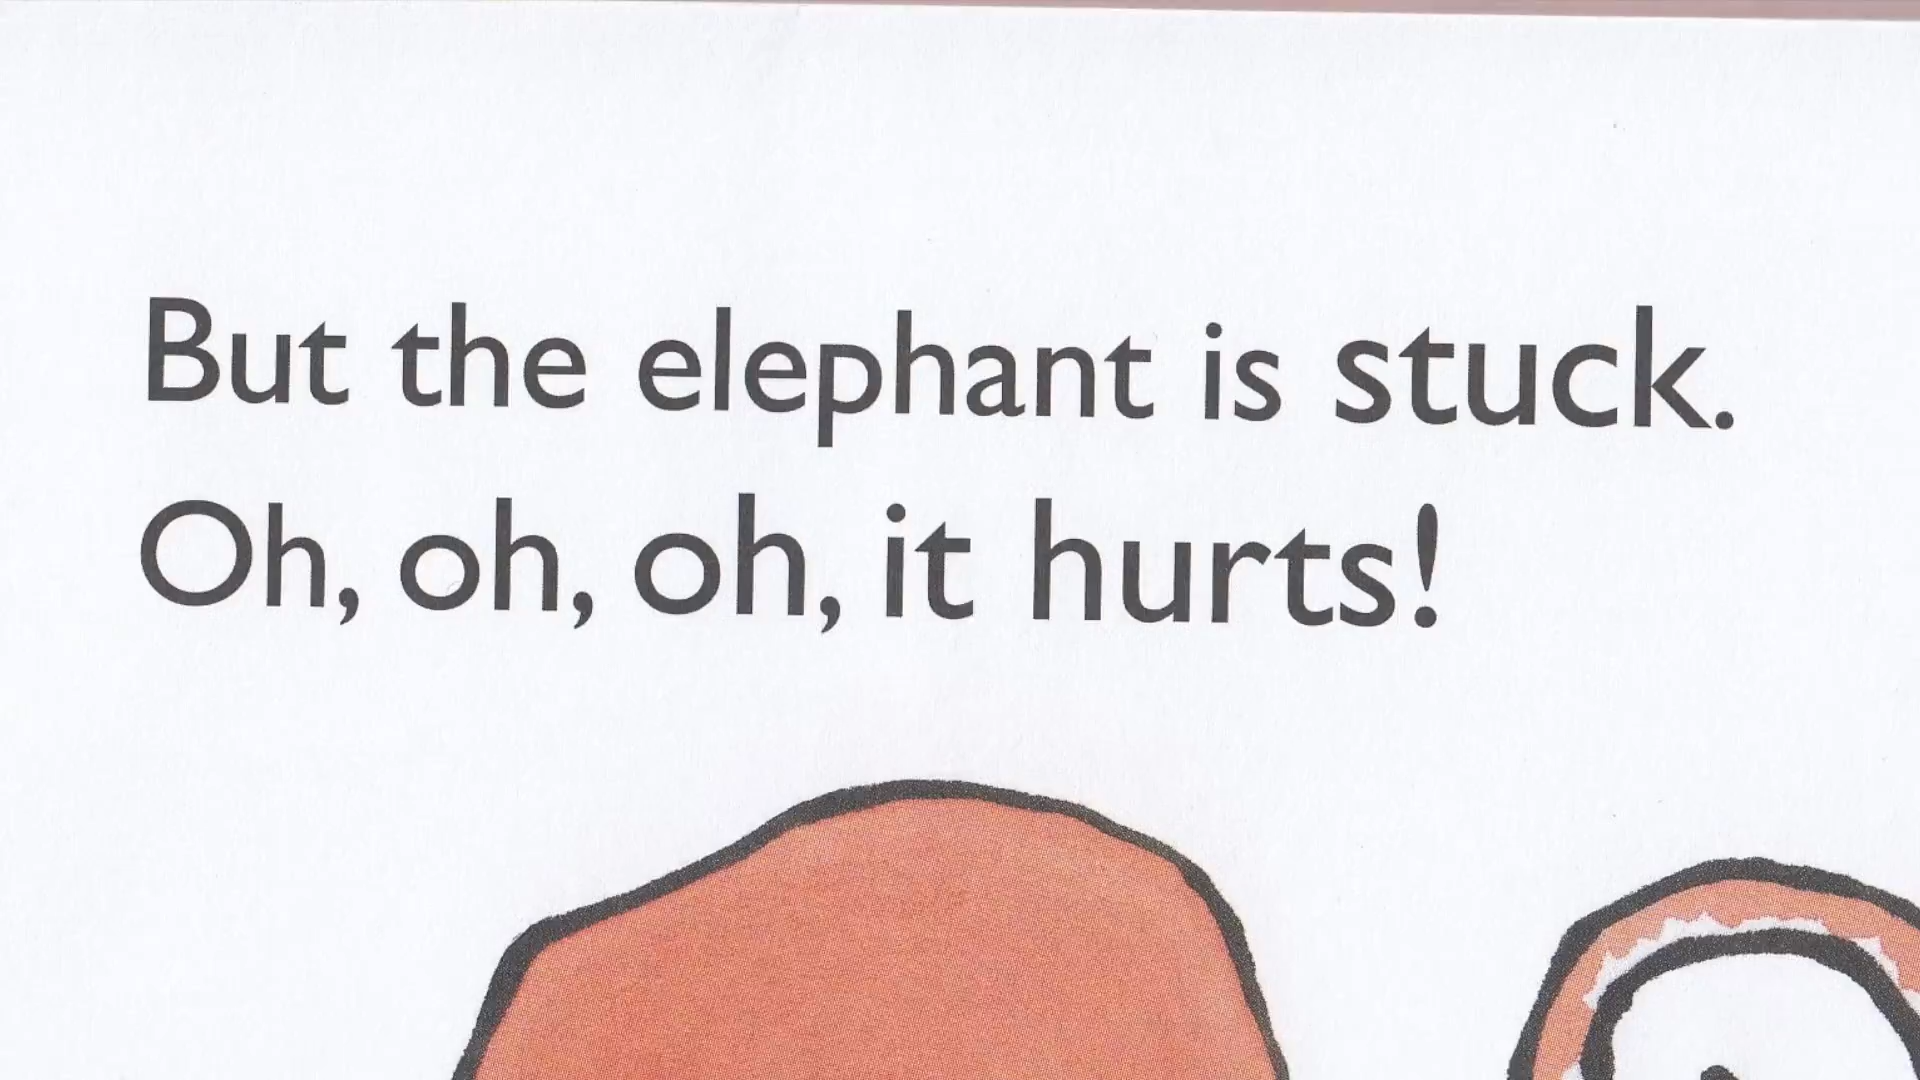 But the elephant is stuck.
Oh, oh, oh, it hurts!